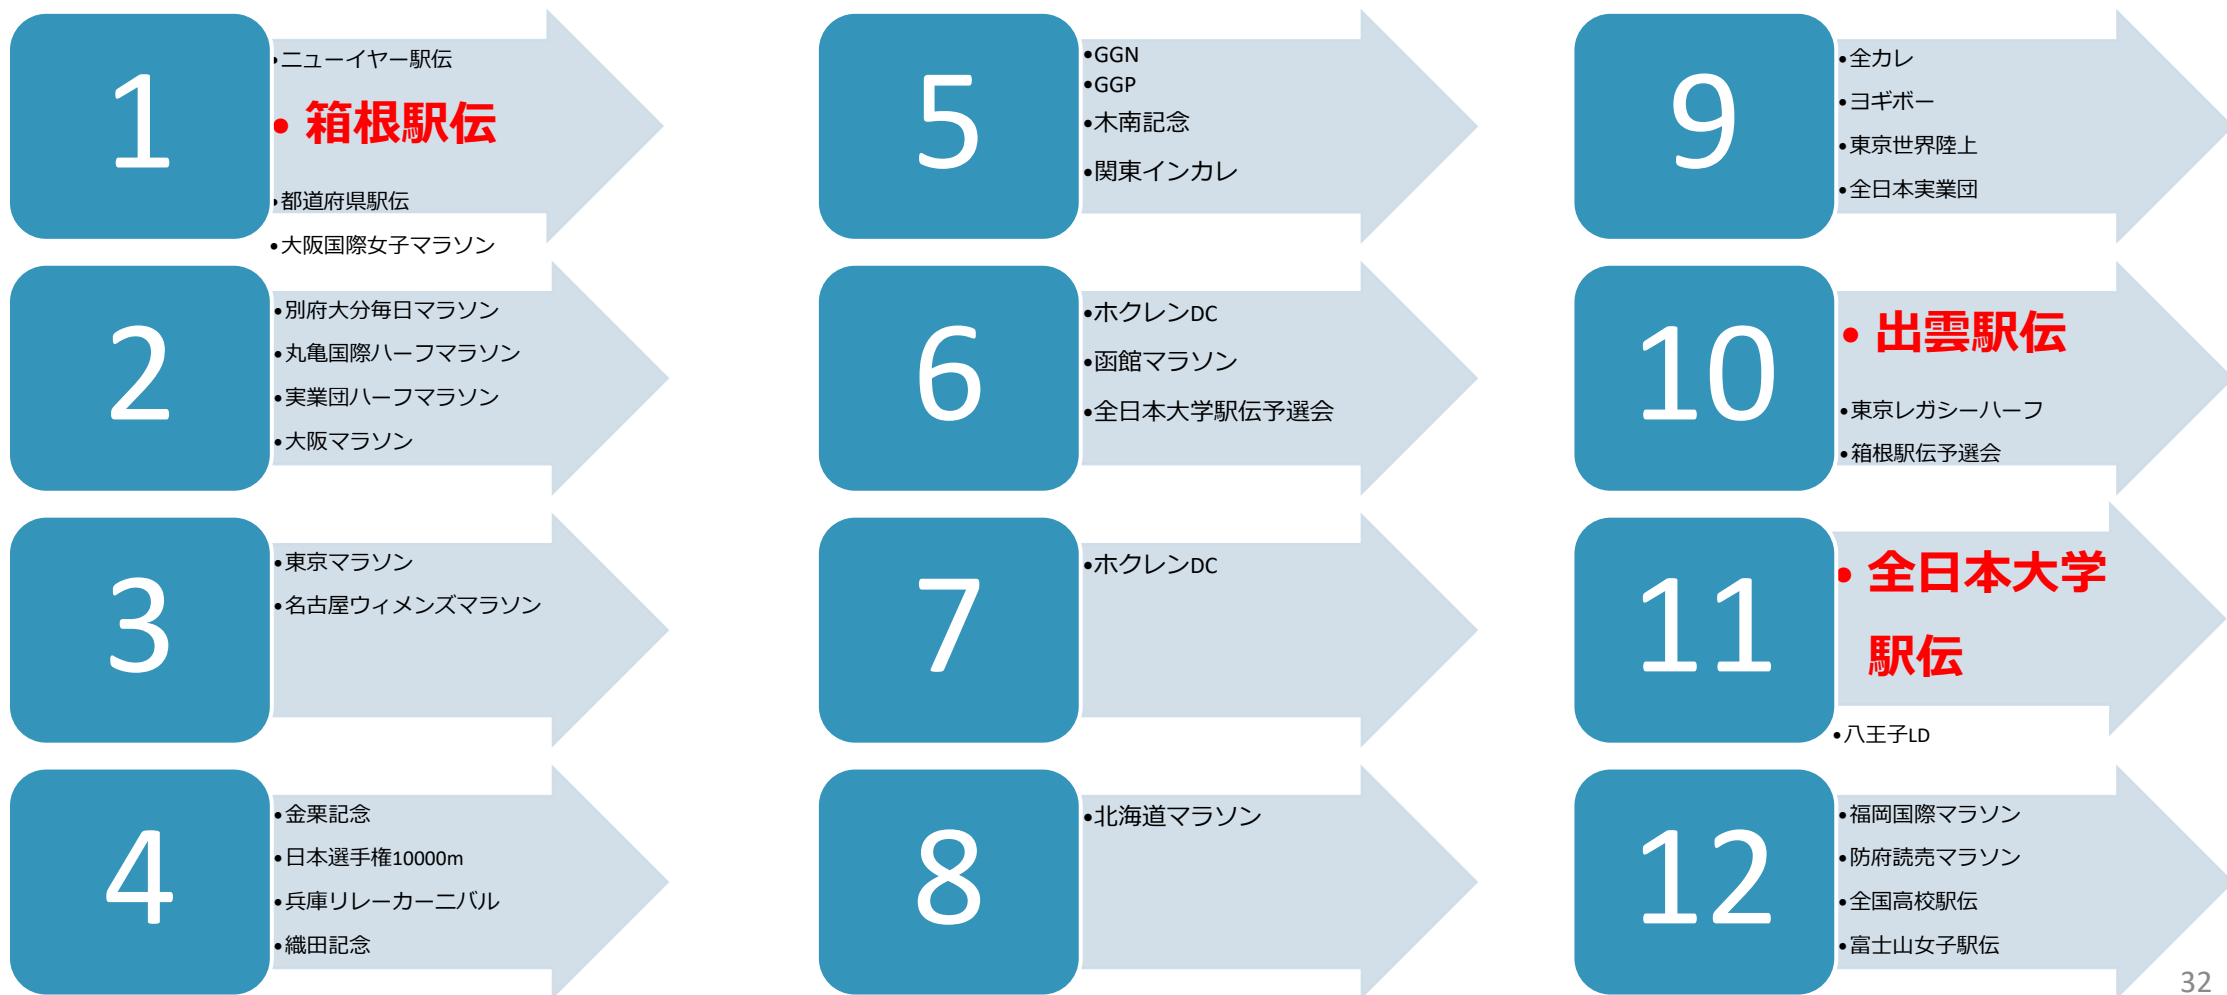 1
•ニューイヤー駅伝
• 箱根駅伝
•都道府県駅伝
•大阪国際女子マラソン
2
•別府大分毎日マラソン
•丸亀国際ハーフマラソン
•実業団ハーフマラソン
•大阪マラソン
3
•東京マラソン
•名古屋ウィメンズマラソン
4
•金栗記念
•日本選手権10000m
•兵庫リレーカーニバル
•織田記念
5
•GGN
•GGP
•木南記念
•関東インカレ
6
•ホクレンDC
•函館マラソン
•全日本大学駅伝予選会
7
•ホクレンDC
8
•北海道マラソン
9
•全カレ
•ヨギボー
•東京世界陸上
•全日本実業団
10
• 出雲駅伝
•東京レガシーハーフ
•箱根駅伝予選会
11
• 全日本大学
駅伝
•八王子LD
12
•福岡国際マラソン
•防府読売マラソン
•全国高校駅伝
•富士山女子駅伝
32